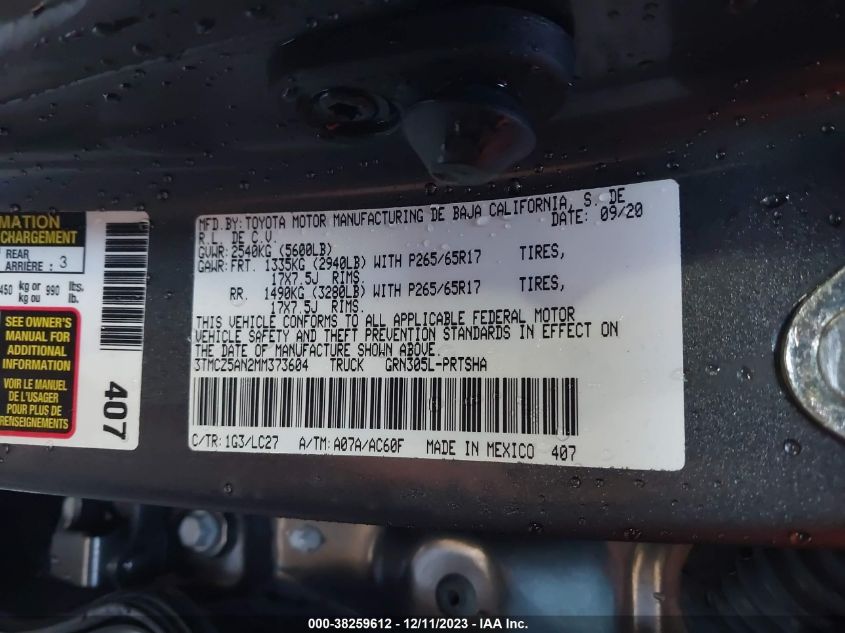 MATION
CHARGEMENT
REAR
ARRIÈRE : 3
450 kg or 990 lbs.
kg ou lb.
SEE OWNER'S
MANUAL FOR
ADDITIONAL
INFORMATION
VOIR LE MANUEL
DE L'USAGER
POUR PLUS DE
RENSEIGNEMENTS
407
MFD.BY: TOYOTA MOTOR MANUFACTURING DE BAJA CALIFORNIA, S. DE
R.L. DE C.V. DATE: 09/20
GVWR: 2540KG (5600LB)
GAWR: FRT. 1335KG (2940LB) WITH P265/65R17 TIRES,
17X7.5J RIMS.
RR. 1490KG (3280LB) WITH P265/65R17 TIRES,
17X7.5J RIMS.
THIS VEHICLE CONFORMS TO ALL APPLICABLE FEDERAL MOTOR
VEHICLE SAFETY AND THEFT PREVENTION STANDARDS IN EFFECT ON
THE DATE OF MANUFACTURE SHOWN ABOVE.
3TMCZ5AN2MM373604 TRUCK GRN305L-PRTSHA
C/TR: 1G3/LC27 A/TM: A07A/AC60F MADE IN MEXICO 407
000-38259612 - 12/11/2023 - IAA Inc.